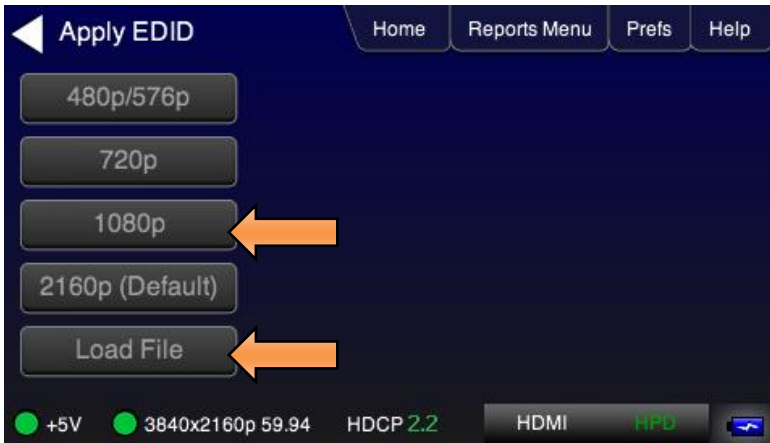 Apply EDID
Home
Reports Menu
Prefs
Help
480p/576p
720p
1080p
2160p (Default)
Load File
+5V
3840x2160p 59.94
HDCP 2.2
HDMI
HPD